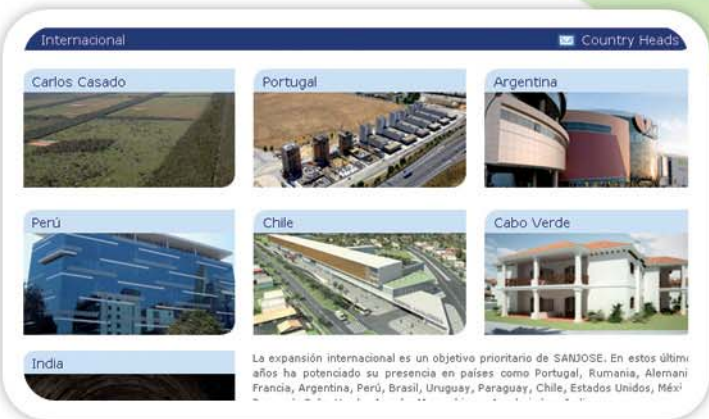 Internacional
Country Heads
Carlos Casado
Portugal
Argentina
Perú
Chile
Cabo Verde
India
La expansión internacional es un objetivo prioritario de SANJOSE. En estos últim
años ha potenciado su presencia en países como Portugal, Rumania, Alemani
Francia, Argentina, Perú, Brasil, Uruguay, Paraguay, Chile, Estados Unidos, Méxi